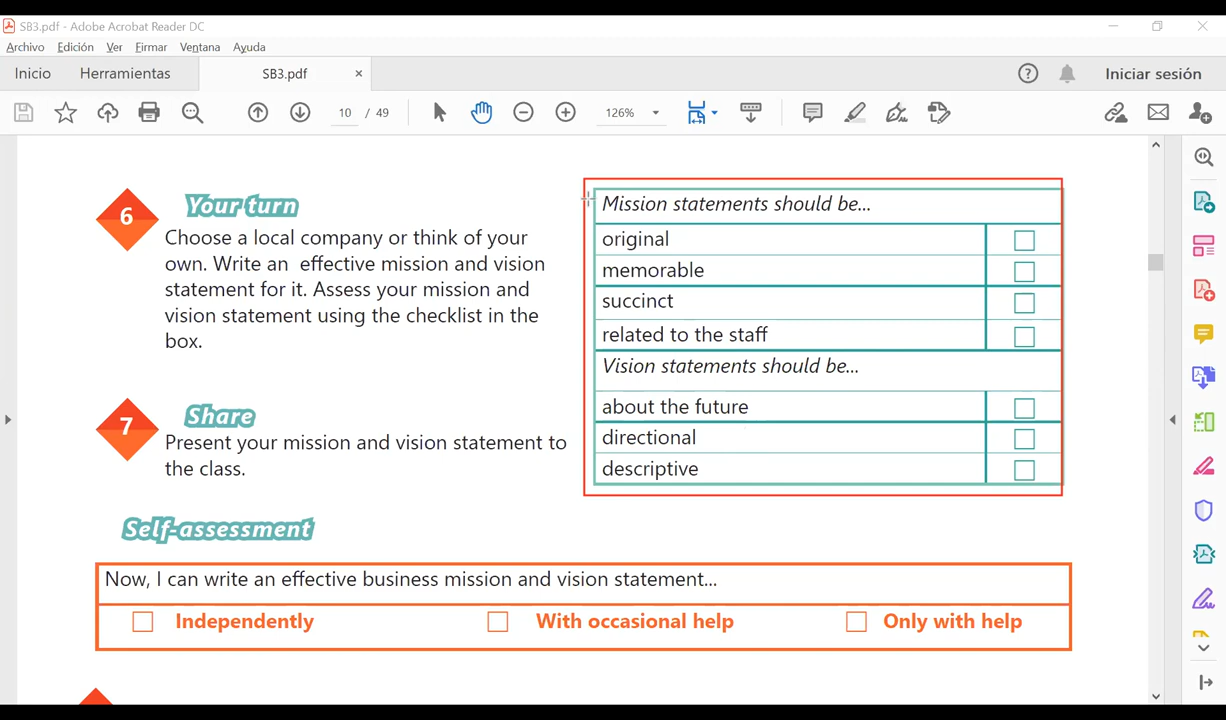 SB3.pdf - Adobe Acrobat Reader DC
Archivo Edición Ver Firmar Ventana Ayuda
Inicio Herramientas SB3.pdf × Iniciar sesión
10 / 49 126%
6 Your turn
Choose a local company or think of your
own. Write an effective mission and vision
statement for it. Assess your mission and
vision statement using the checklist in the
box.
7 Share
Present your mission and vision statement to
the class.
Mission statements should be...
original
memorable
succinct
related to the staff
Vision statements should be...
about the future
directional
descriptive
Self-assessment
Now, I can write an effective business mission and vision statement...
Independently With occasional help Only with help